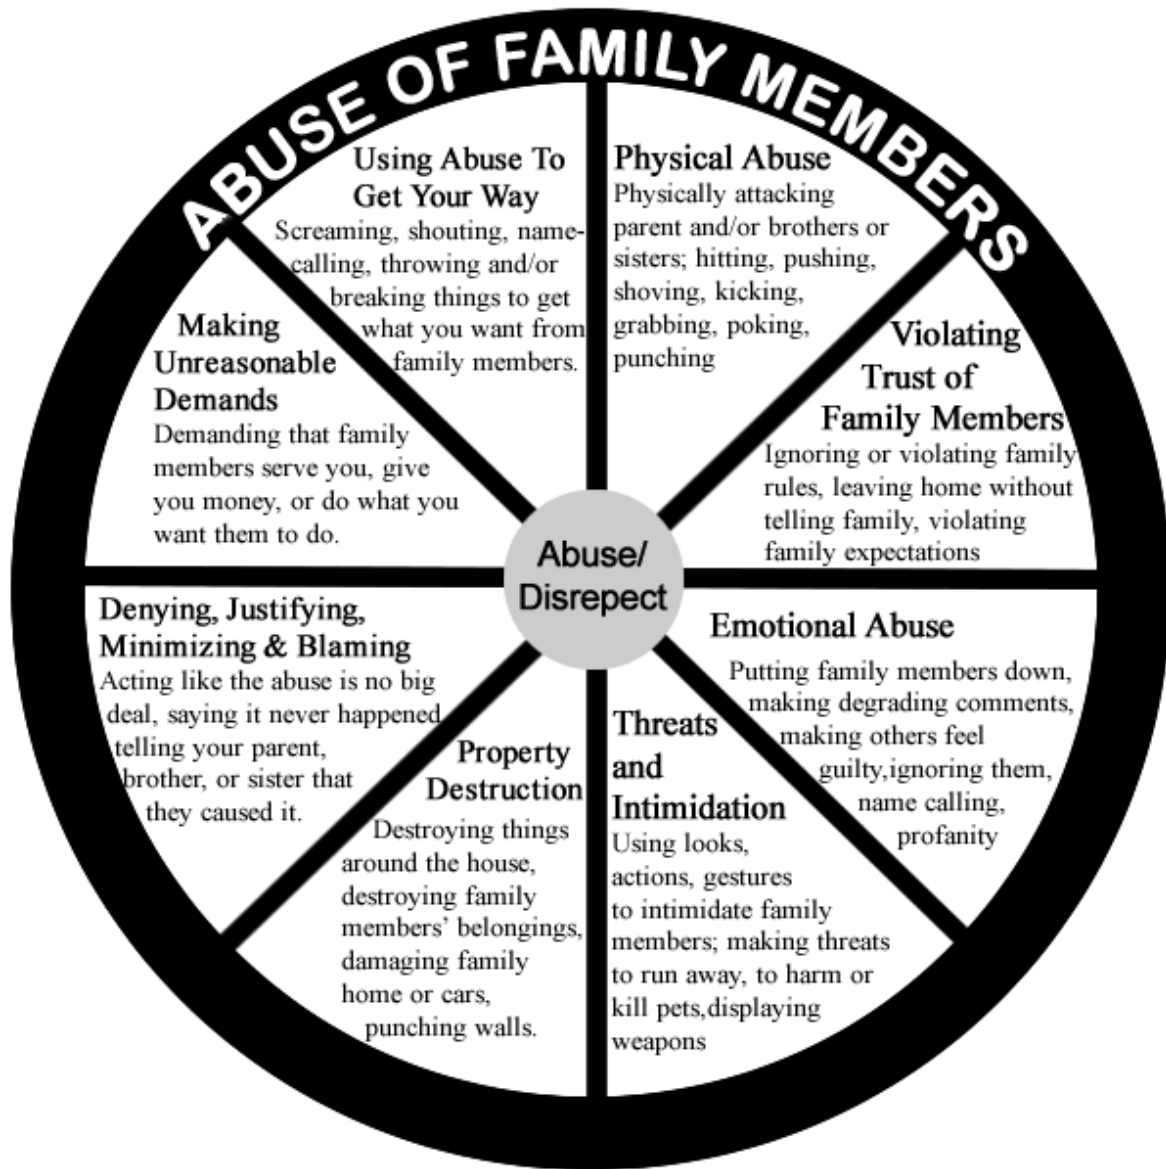 ABUSE OF FAMILY MEMBERS
Using Abuse To
Get Your Way
Screaming, shouting, name-
calling, throwing and/or
breaking things to get
what you want from
family members.
Physical Abuse
Physically attacking
parent and/or brothers or
sisters; hitting, pushing,
shoving, kicking,
grabbing, poking,
punching
Violating
Trust of
Family Members
Ignoring or violating family
rules, leaving home without
telling family, violating
family expectations
Emotional Abuse
Putting family members down,
making degrading comments,
making others feel
guilty,ignoring them,
name calling,
profanity
Threats
and
Intimidation
Using looks,
actions, gestures
to intimidate family
members; making threats
to run away, to harm or
kill pets,displaying
weapons
Property
Destruction
Destroying things
around the house,
destroying family
members’ belongings,
damaging family
home or cars,
punching walls.
Denying, Justifying,
Minimizing & Blaming
Acting like the abuse is no big
deal, saying it never happened
telling your parent,
brother, or sister that
they caused it.
Making
Unreasonable
Demands
Demanding that family
members serve you, give
you money, or do what you
want them to do.
Abuse/
Disrepect